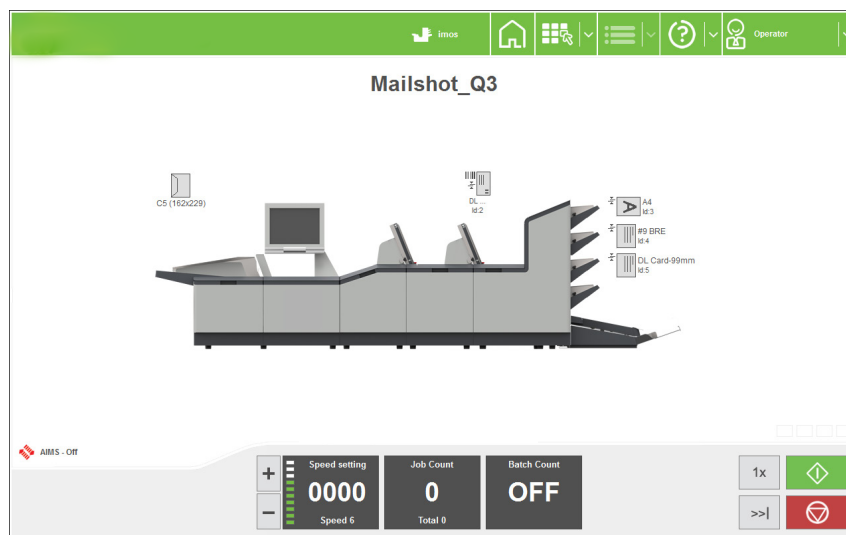 imos
Operator
Mailshot_Q3
C5 (162x229)
DL ...
Id:2
A
A4
Id:3
#9 BRE
Id:4
DL Card-99mm
Id:5
AIMS - Off
+
−
Speed setting
0000
Speed 6
Job Count
0
Total 0
Batch Count
OFF
1x
>>|